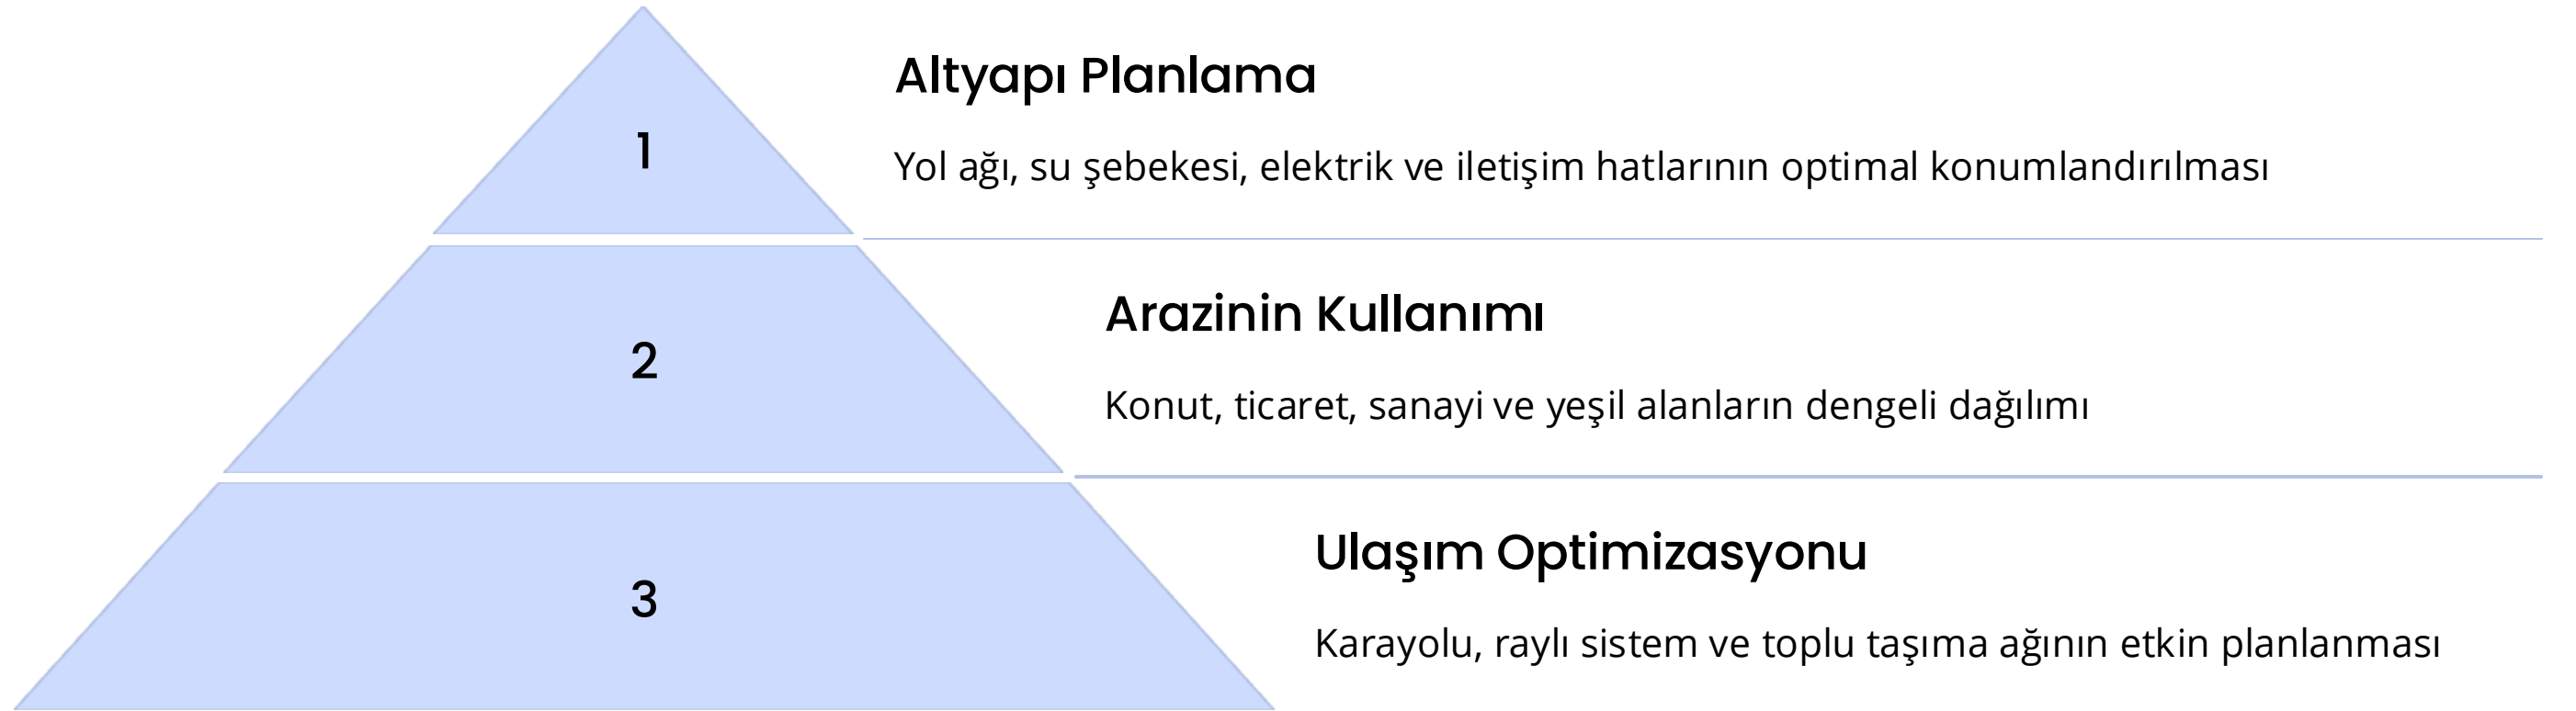 1
Altyapı Planlama
Yol ağı, su şebekesi, elektrik ve iletişim hatlarının optimal konumlandırılması
2
Arazinin Kullanımı
Konut, ticaret, sanayi ve yeşil alanların dengeli dağılımı
3
Ulaşım Optimizasyonu
Karayolu, raylı sistem ve toplu taşıma ağının etkin planlanması